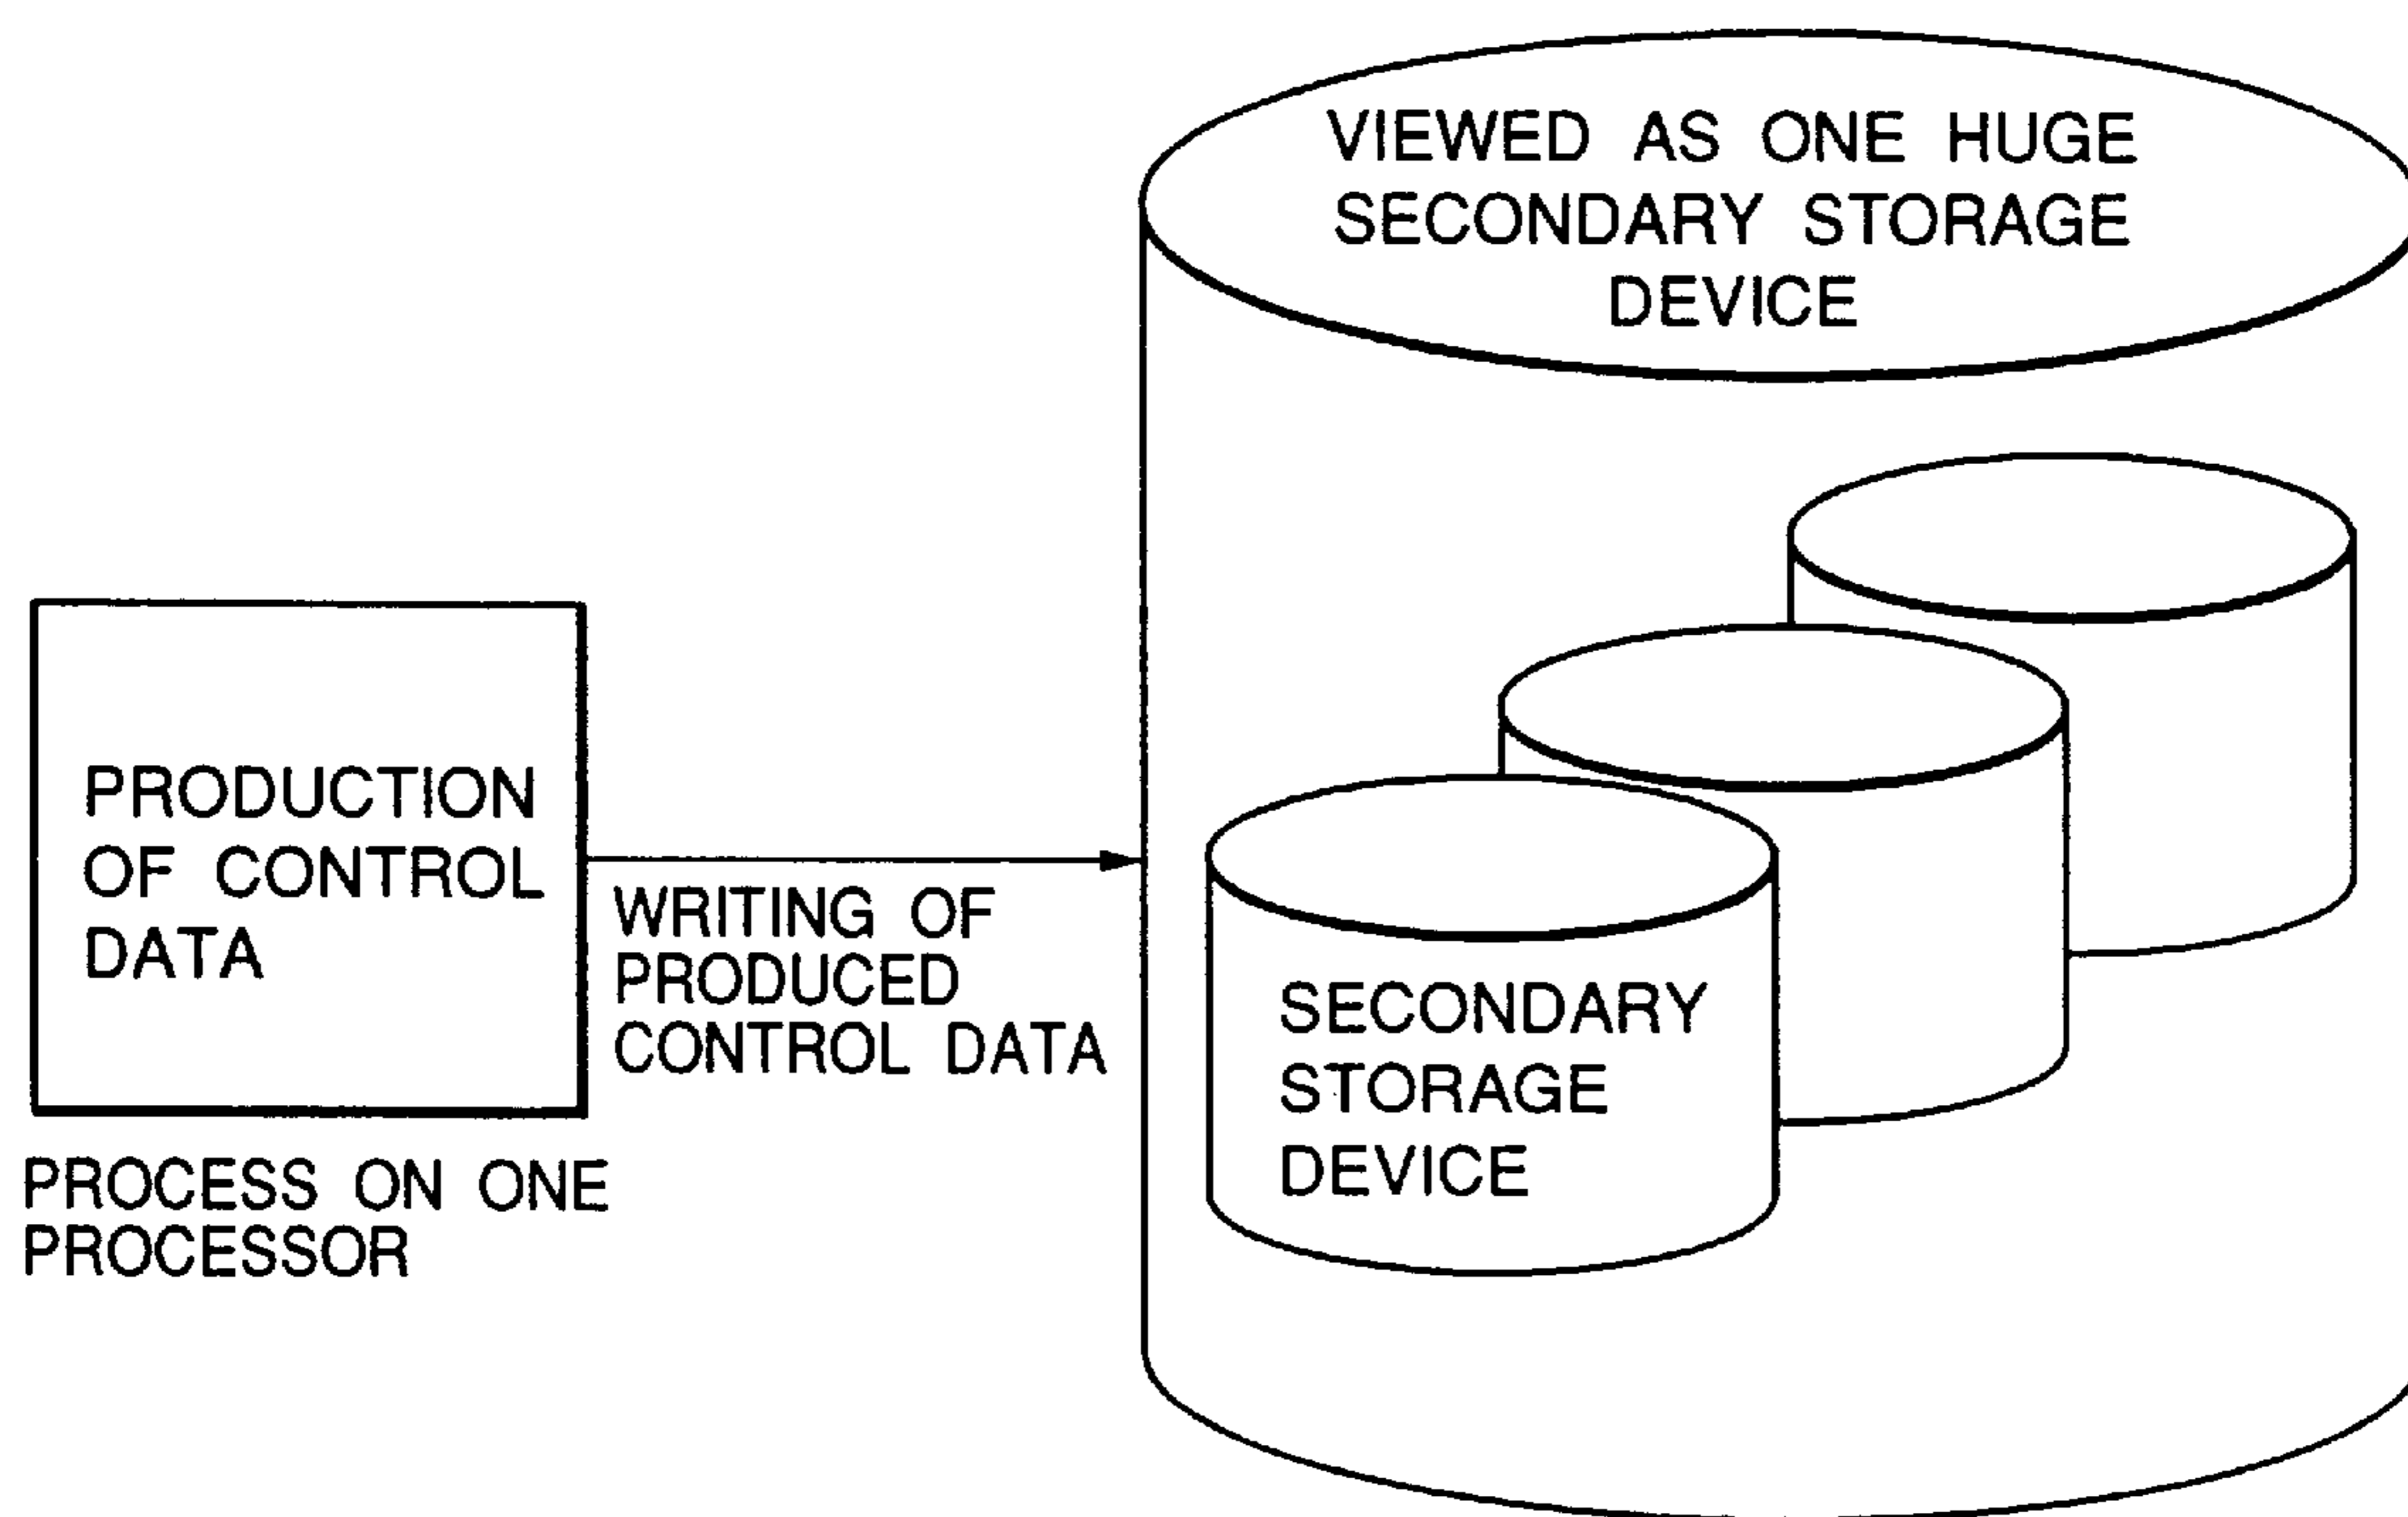 VIEWED AS ONE HUGE
SECONDARY STORAGE
DEVICE
PRODUCTION
OF CONTROL
DATA
WRITING OF
PRODUCED
CONTROL DATA
SECONDARY
STORAGE
DEVICE
PROCESS ON ONE
PROCESSOR